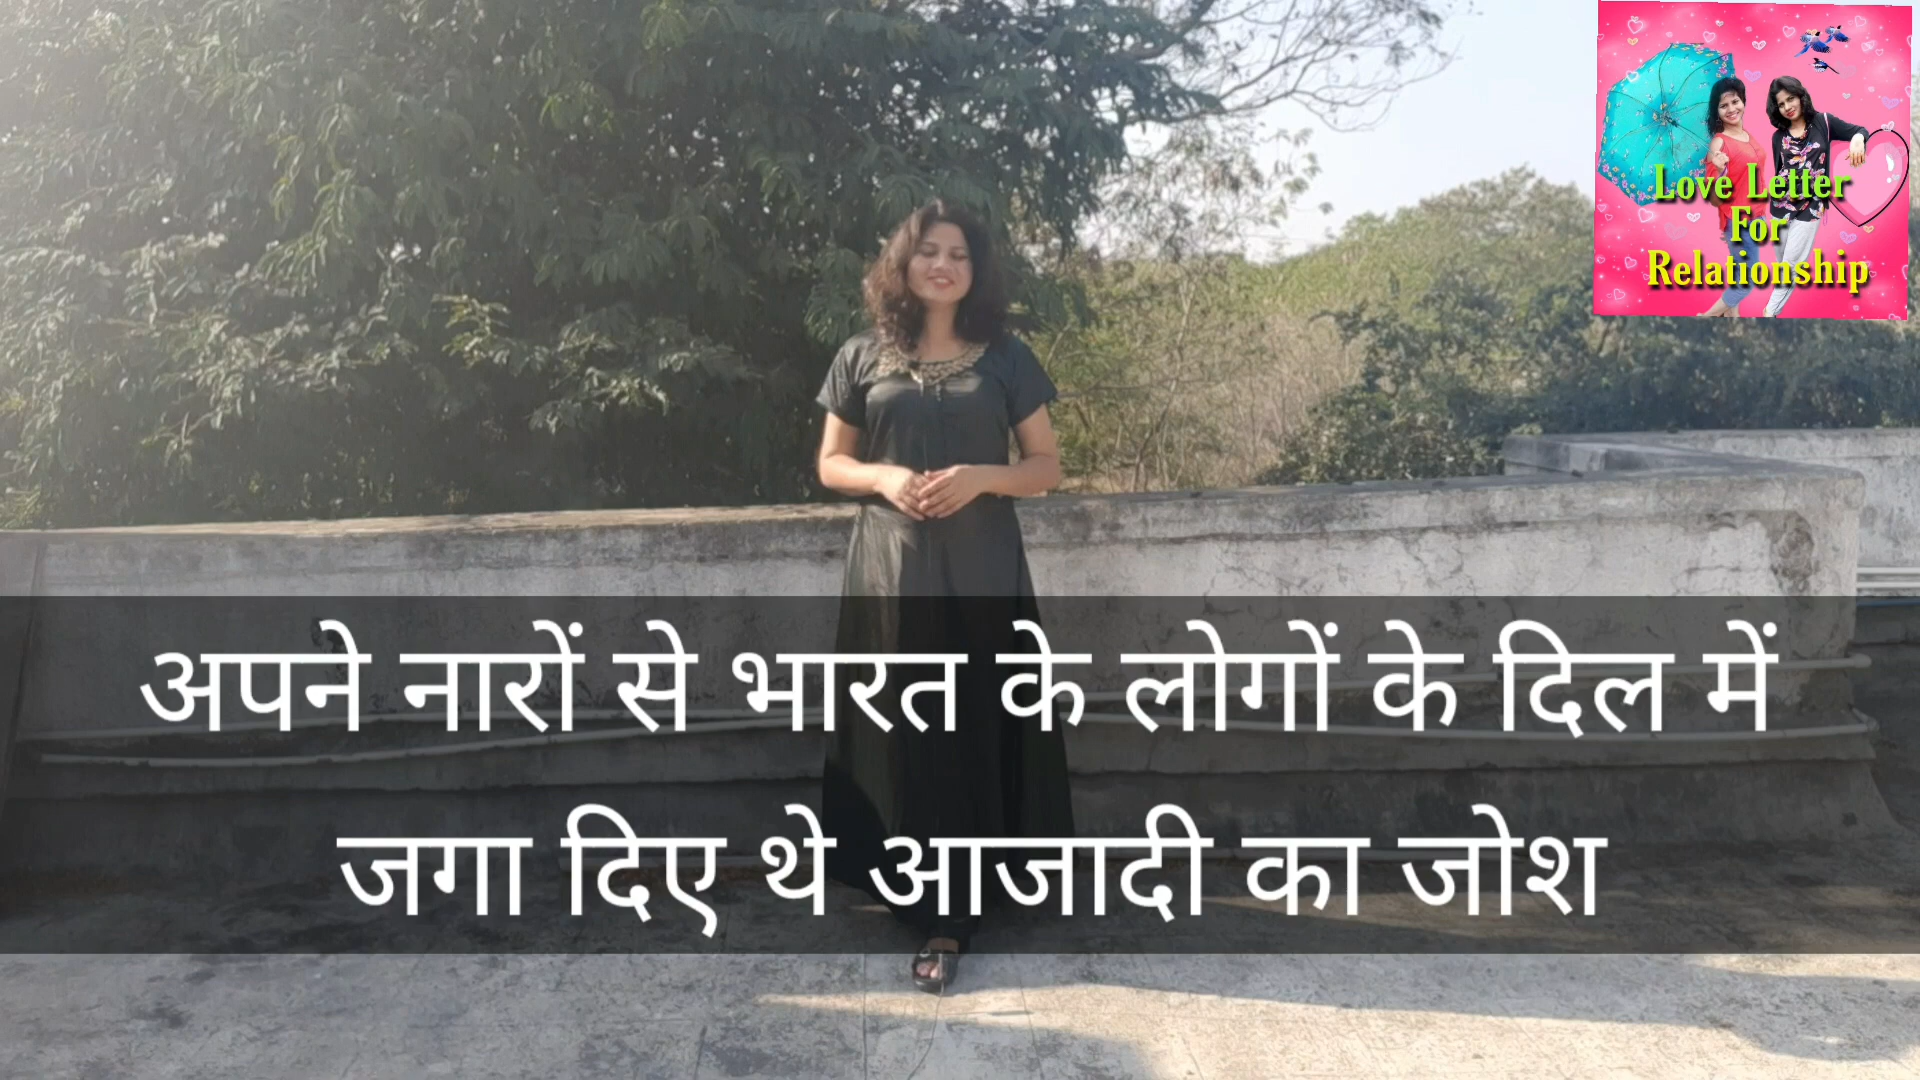 Love Letter
For
Relationship
अपने नारों से भारत के लोगों के दिल में
जगा दिए थे आजादी का जोश